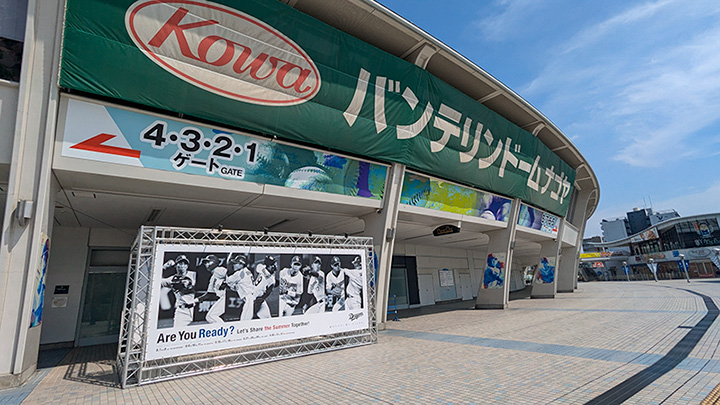 Kowa
バンテリンドーム ナゴヤ
4・3・2・1
ゲート GATE
Are You Ready? Let's Share the Summer Together!
Dragons